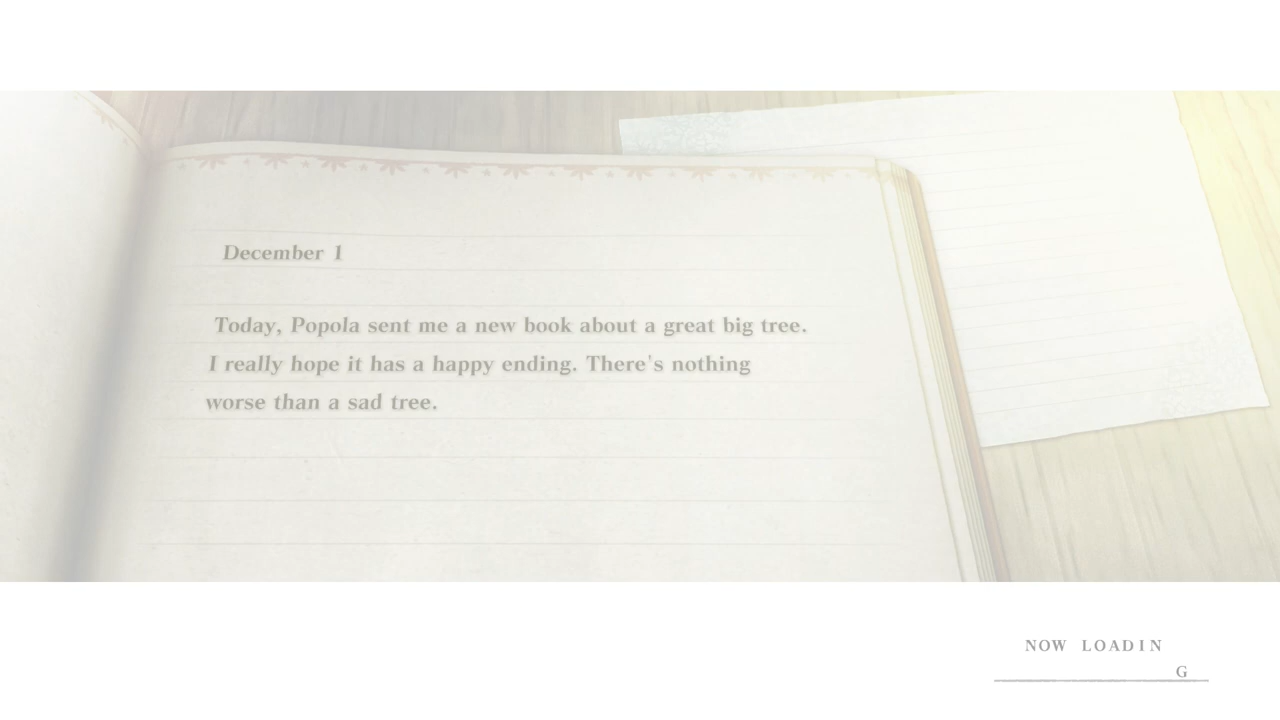 December 1
Today, Popola sent me a new book about a great big tree.
I really hope it has a happy ending. There's nothing
worse than a sad tree.
NOW LOADIN
G